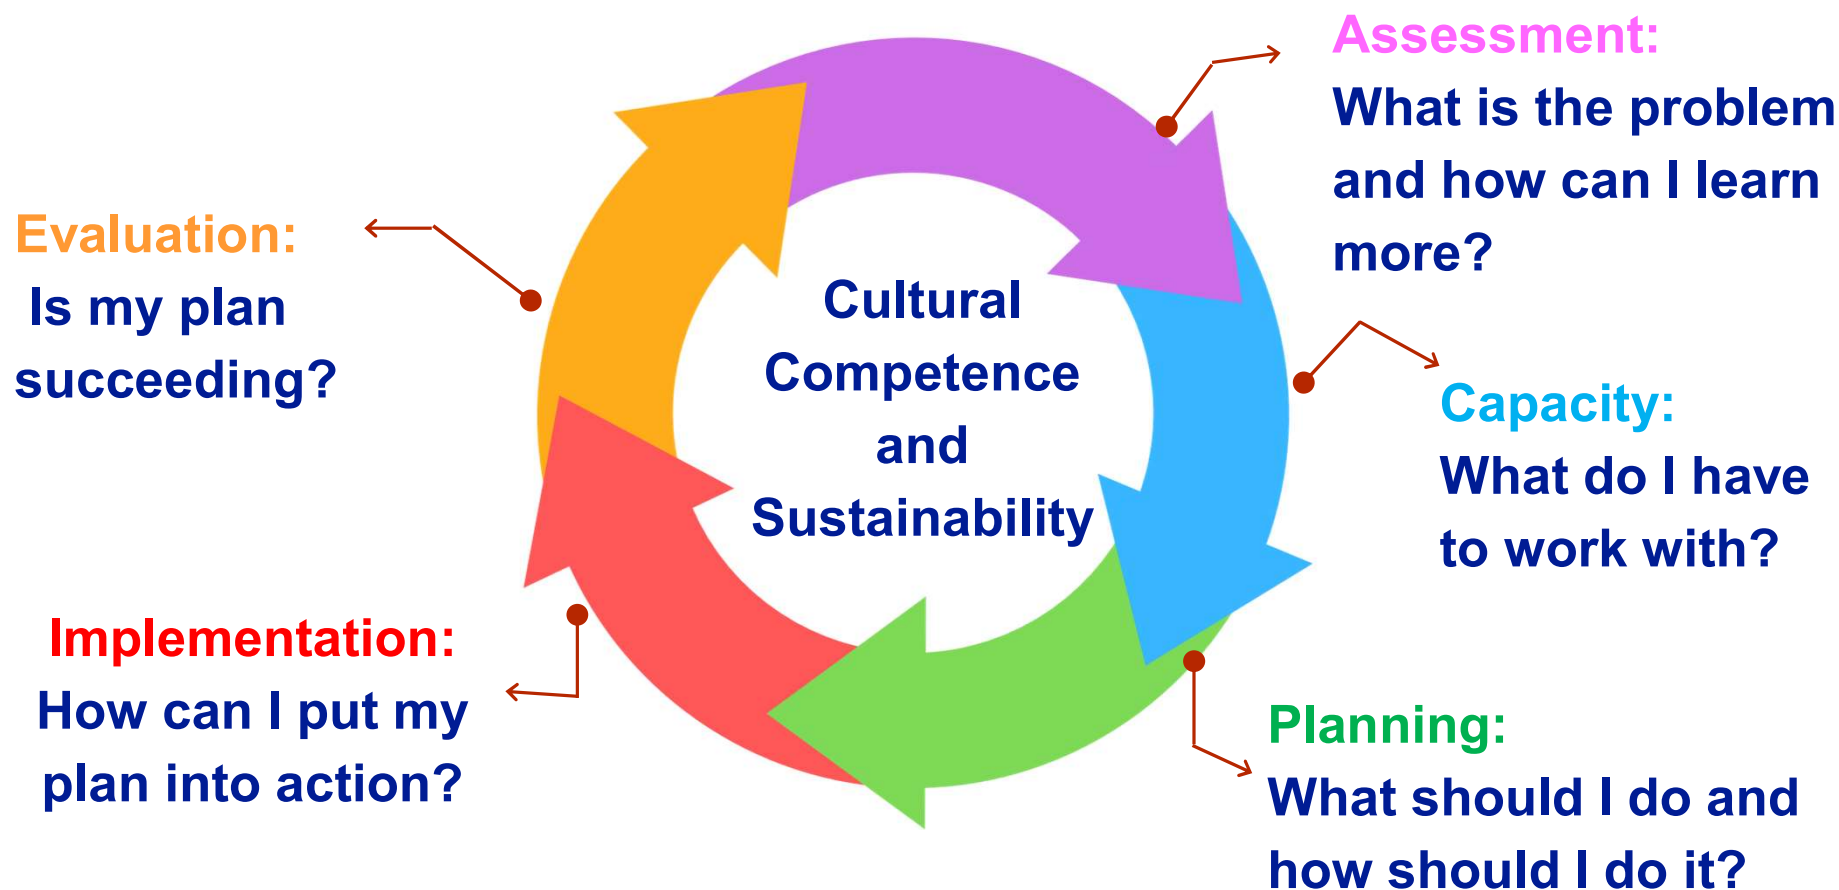 Assessment:
What is the problem
and how can I learn
more?
Capacity:
What do I have
to work with?
Planning:
What should I do and
how should I do it?
Implementation:
How can I put my
plan into action?
Evaluation:
Is my plan
succeeding?
Cultural
Competence
and
Sustainability